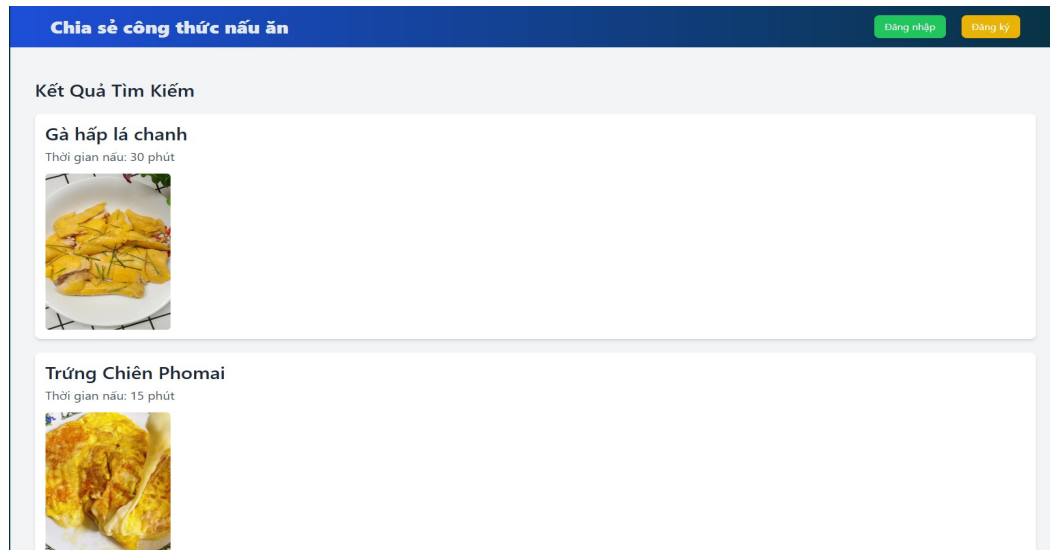 Chia sẻ công thức nấu ăn
Đăng nhập
Đăng ký
Kết Quả Tìm Kiếm
Gà hấp lá chanh
Thời gian nấu: 30 phút
Trứng Chiên Phomai
Thời gian nấu: 15 phút